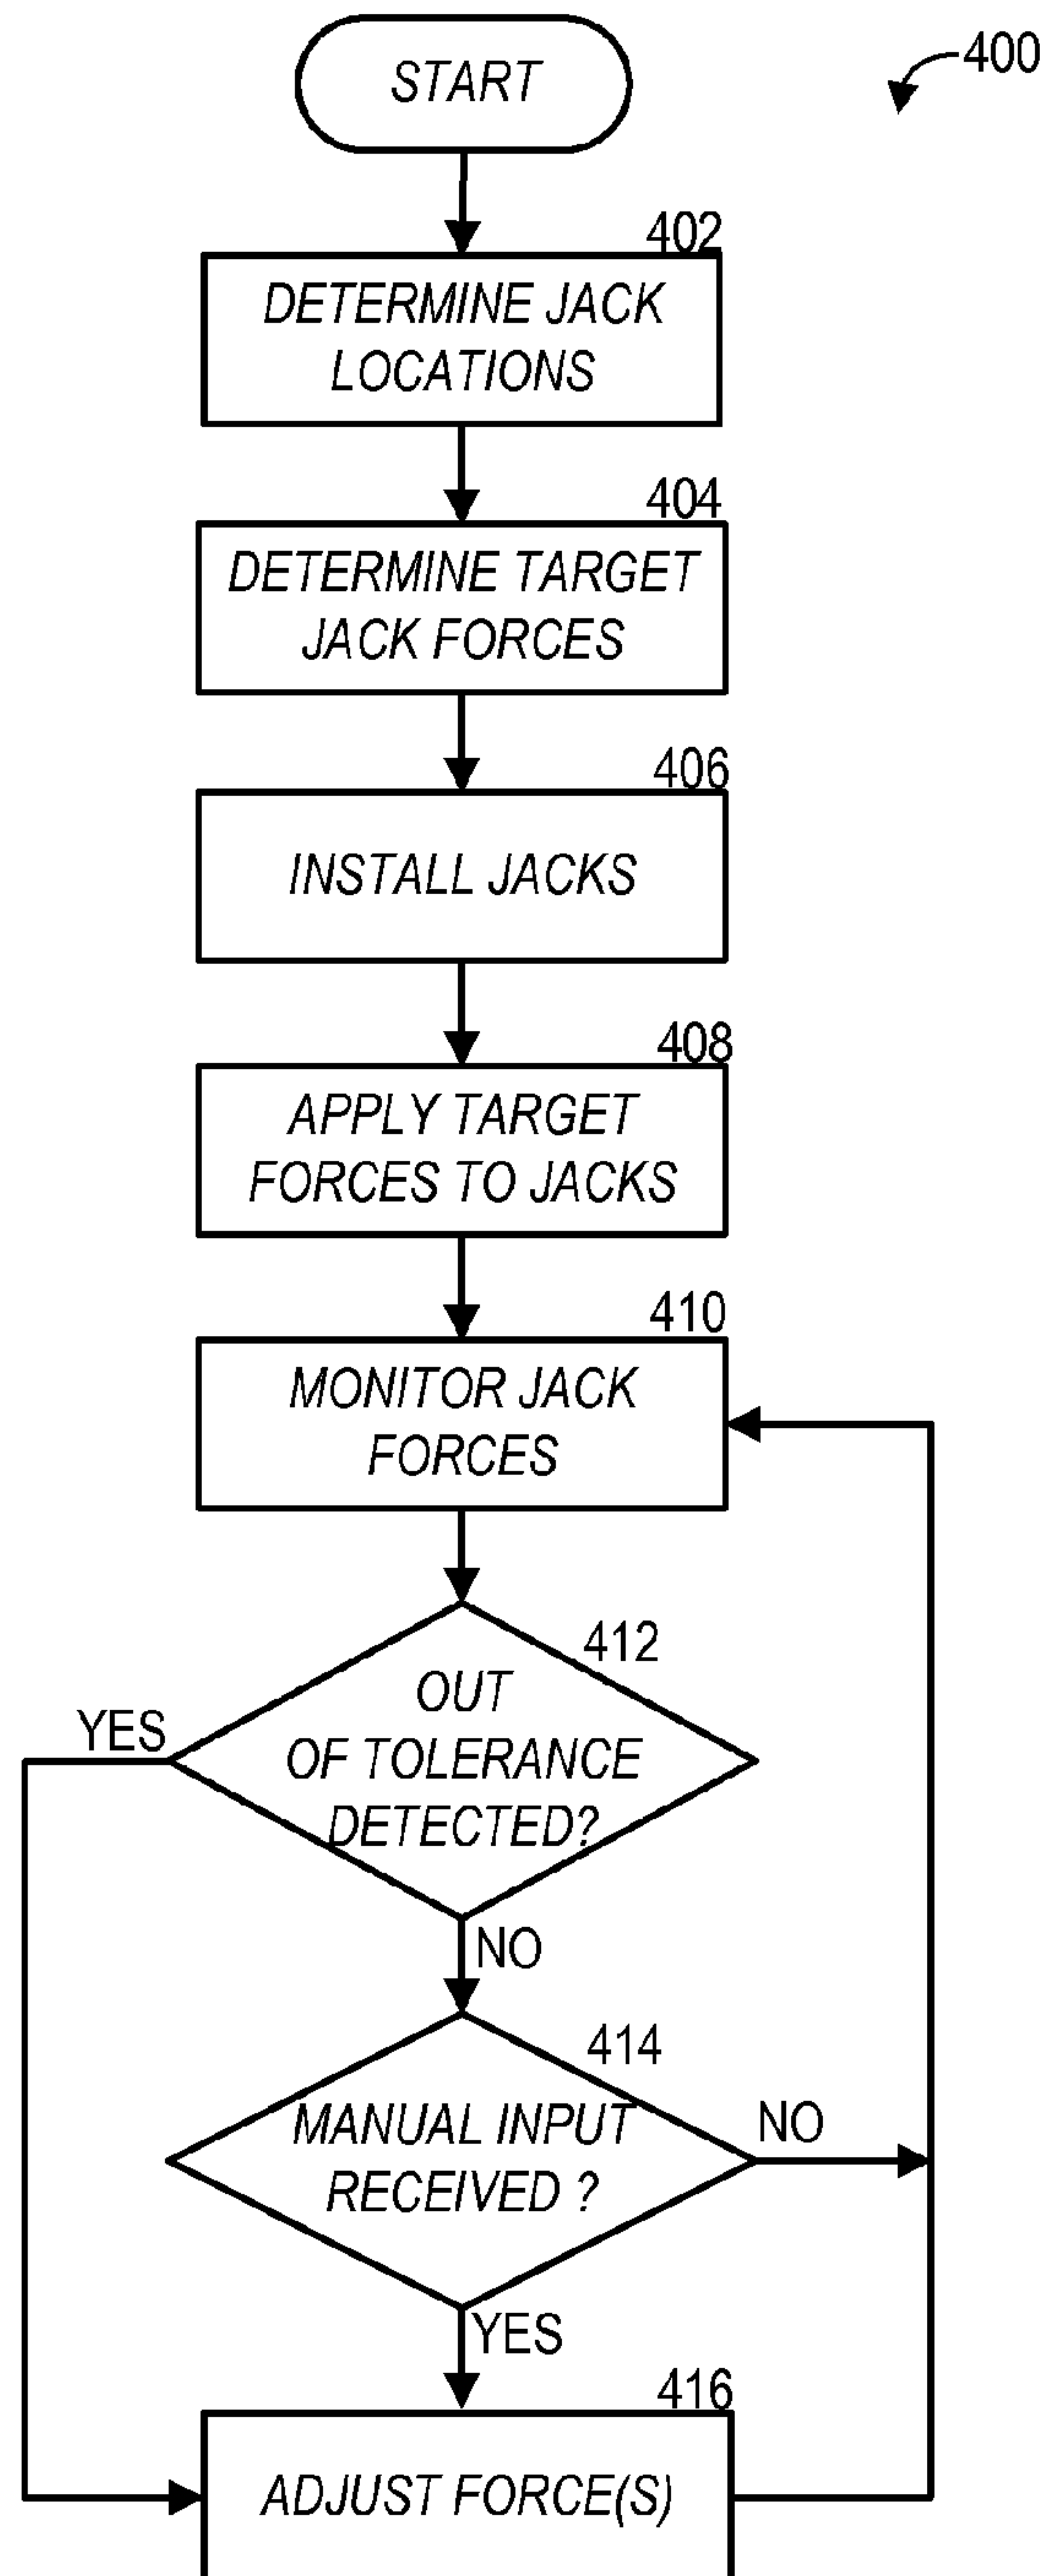 START
400
402
DETERMINE JACK
LOCATIONS
404
DETERMINE TARGET
JACK FORCES
406
INSTALL JACKS
408
APPLY TARGET
FORCES TO JACKS
410
MONITOR JACK
FORCES
412
OUT
OF TOLERANCE
DETECTED?
YES
NO
414
MANUAL INPUT
RECEIVED ?
NO
YES
416
ADJUST FORCE(S)